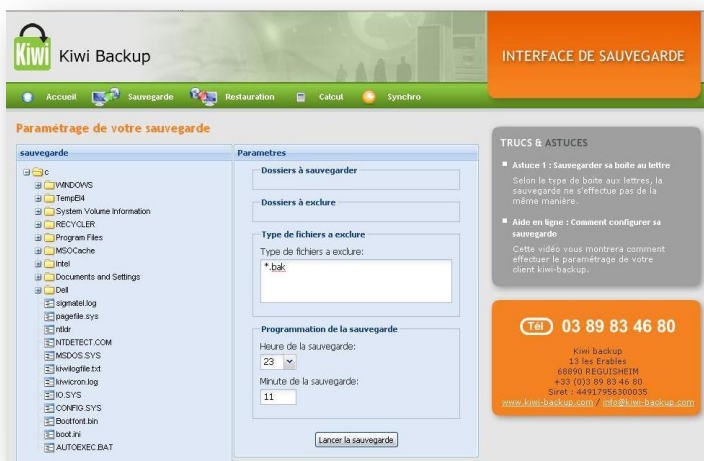 Kiwi
Kiwi Backup
INTERFACE DE SAUVEGARDE
Accueil
Sauvegarde
Restauration
Calcul
Synchro
Paramétrage de votre sauvegarde
sauvegarde
c
WINDOWS
TempEI4
System Volume Information
RECYCLER
Program Files
MSOCache
Intel
Documents and Settings
Dell
sigmatel.log
pagefile.sys
ntldr
NTDETECT.COM
MSDOS.SYS
kiwilogfile.txt
kiwicron.log
IO.SYS
CONFIG.SYS
Bootfont.bin
boot.ini
AUTOEXEC.BAT
Parametres
Dossiers à sauvegarder
Dossiers à exclure
Type de fichiers a exclure
Type de fichiers a exclure:
*.bak
Programmation de la sauvegarde
Heure de la sauvegarde:
23
Minute de la sauvegarde:
11
Lancer la sauvegarde
TRUCS & ASTUCES
Astuce 1 : Sauvegarder sa boite au lettre
Selon le type de boite aux lettres, la
sauvegarde ne s'effectue pas de la
même manière.
Aide en ligne : Comment configurer sa
sauvegarde
Cette vidéo vous montrera comment
effectuer le paramétrage de votre
client kiwi-backup.
Tél 03 89 83 46 80
Kiwi backup
13 les Erables
68890 REGUISHEIM
+33 (0)3 89 83 46 80
Siret : 44917956300035
www.kiwi-backup.com / info@kiwi-backup.com